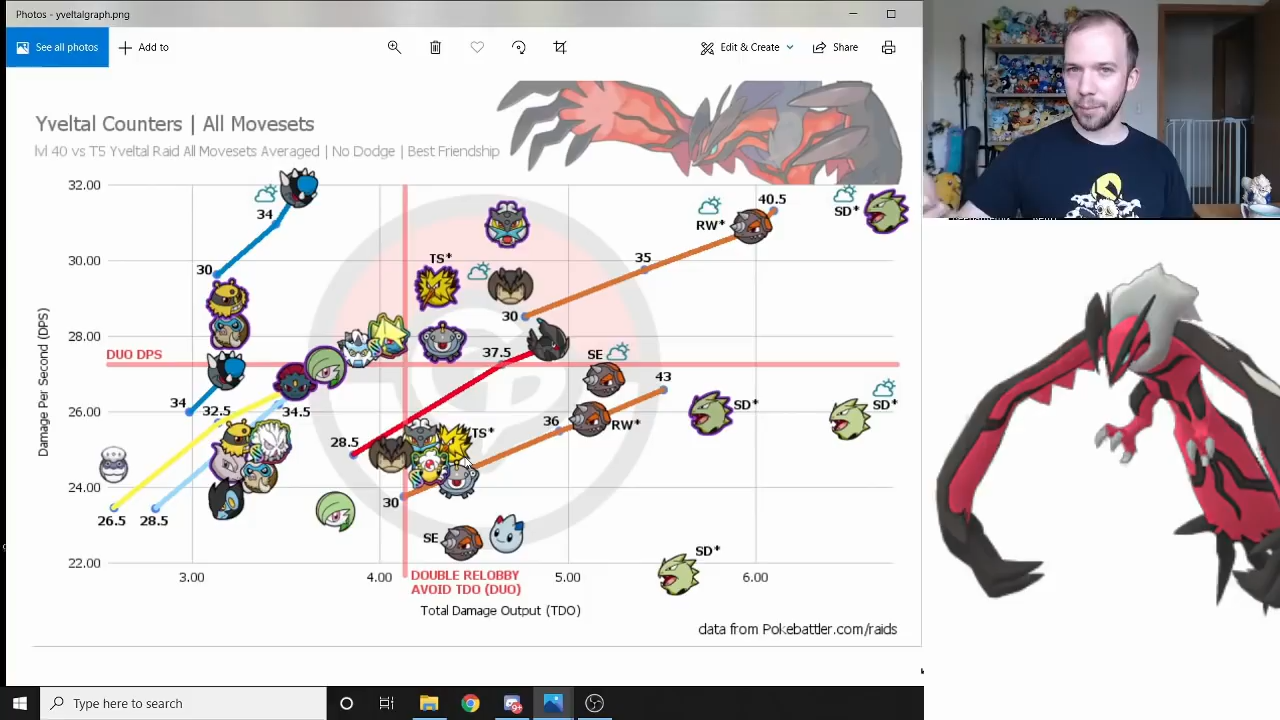 Photos - yveltalgraph.png
See all photos
Add to
Edit & Create
Share
Yveltal Counters | All Movesets
lvl 40 vs T5 Yveltal Raid All Movesets Averaged | No Dodge | Best Friendship
32.00
30.00
28.00
26.00
24.00
22.00
Damage Per Second (DPS)
34
30
TS*
RW*
40.5
SD*
35
30
DUO DPS
37.5
SE
34
32.5
34.5
43
SD*
SD*
36
RW*
28.5
TS*
26.5
28.5
30
SE
SD*
3.00
4.00
5.00
6.00
DOUBLE RELOBBY
AVOID TDO (DUO)
Total Damage Output (TDO)
data from Pokebattler.com/raids
Type here to search
9+